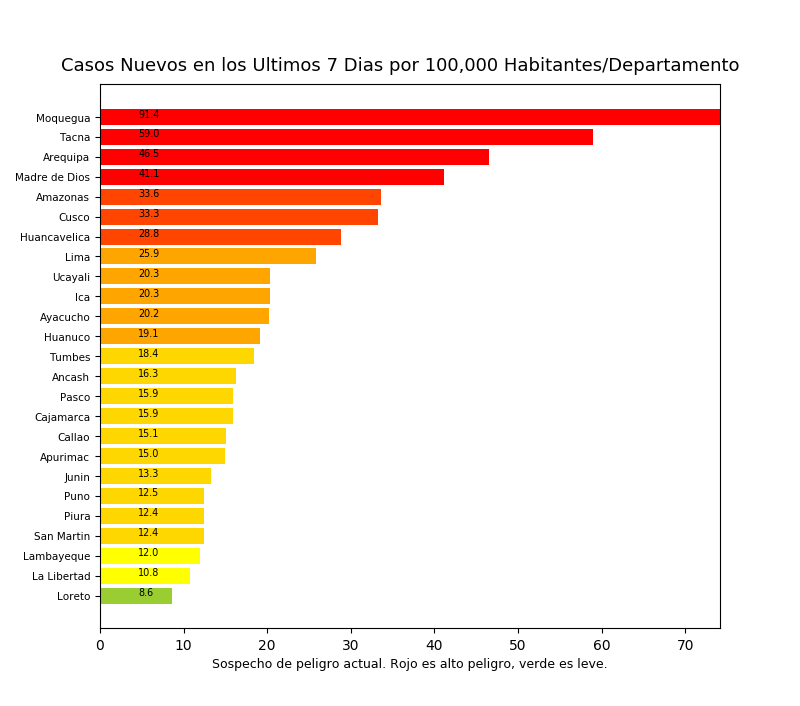 Casos Nuevos en los Ultimos 7 Dias por 100,000 Habitantes/Departamento
Moquegua 91.4
Tacna 59.0
Arequipa 46.5
Madre de Dios 41.1
Amazonas 33.6
Cusco 33.3
Huancavelica 28.8
Lima 25.9
Ucayali 20.3
Ica 20.3
Ayacucho 20.2
Huanuco 19.1
Tumbes 18.4
Ancash 16.3
Pasco 15.9
Cajamarca 15.9
Callao 15.1
Apurimac 15.0
Junin 13.3
Puno 12.5
Piura 12.4
San Martin 12.4
Lambayeque 12.0
La Libertad 10.8
Loreto 8.6
0 10 20 30 40 50 60 70
Sospecho de peligro actual. Rojo es alto peligro, verde es leve.